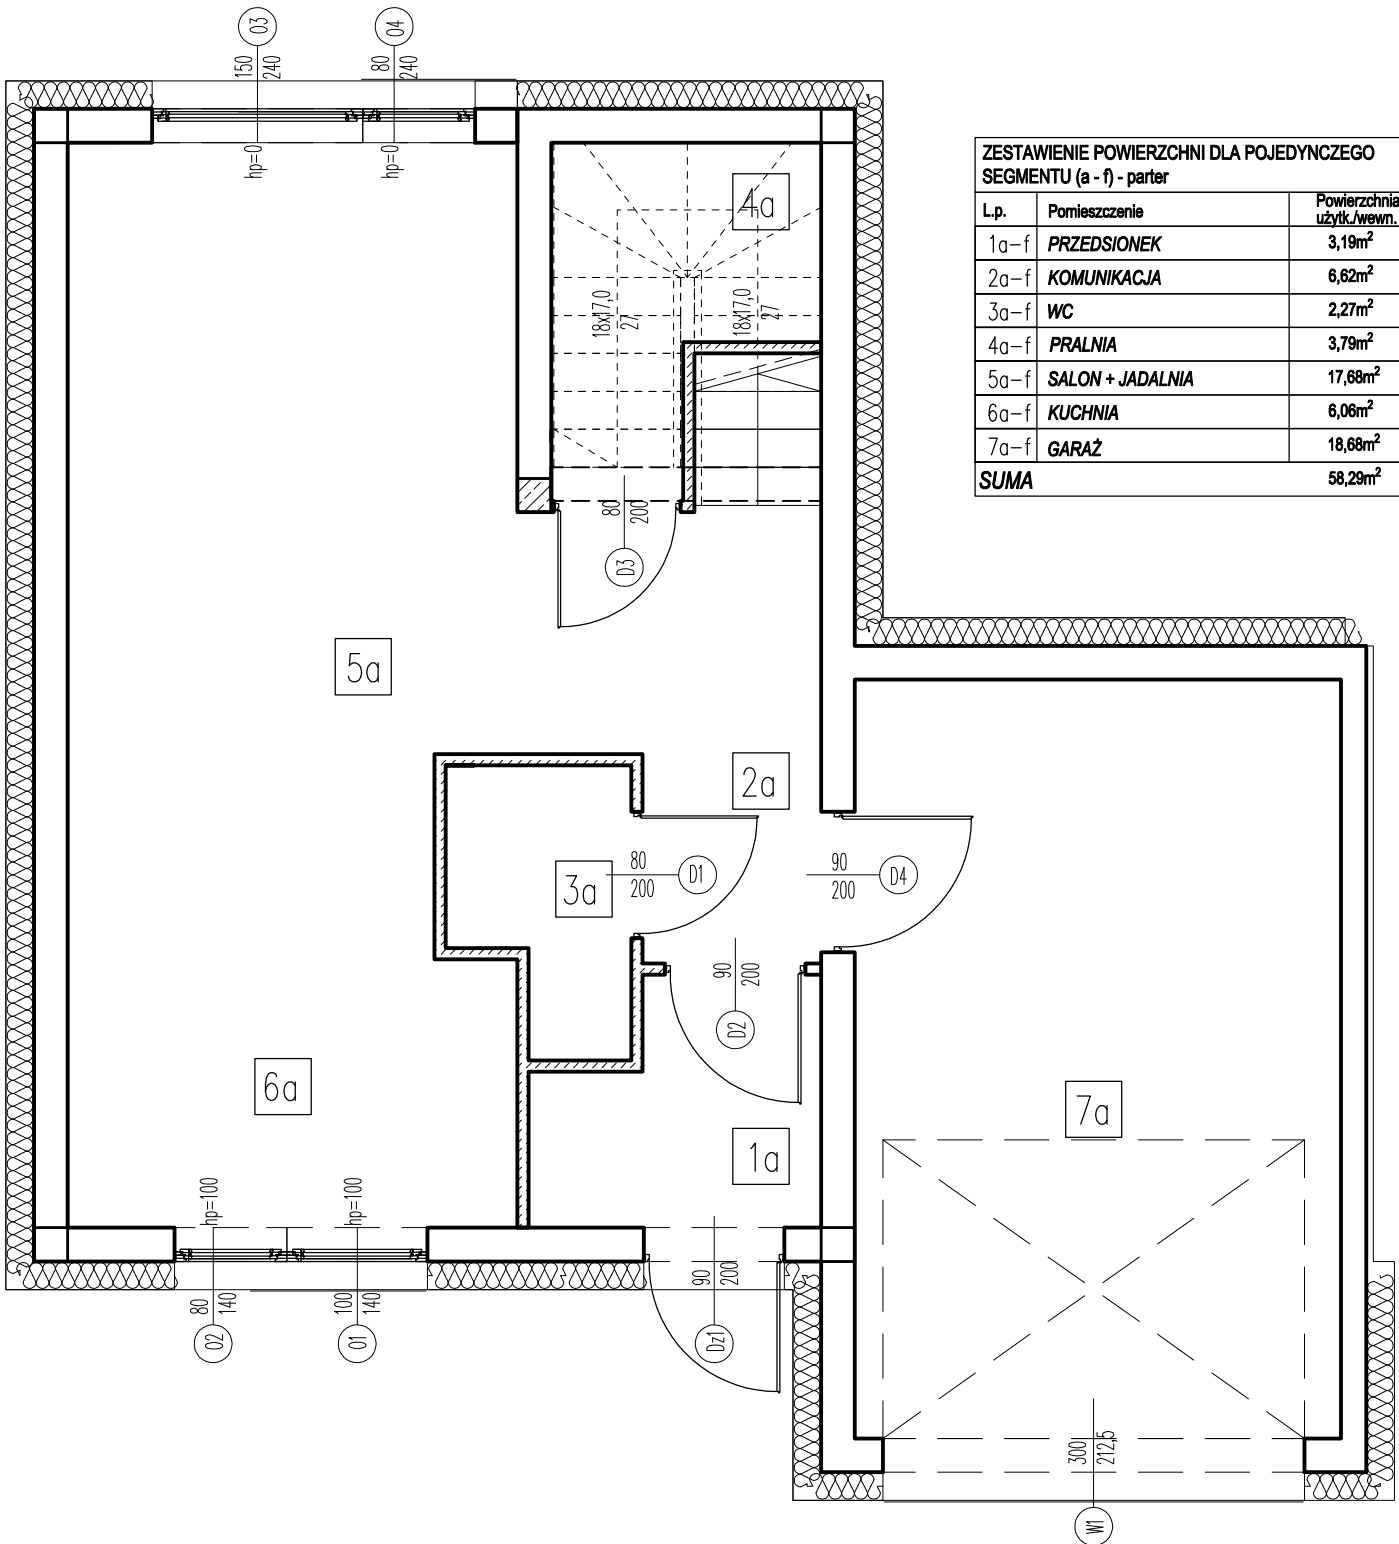 03
150
240
hp=0
04
80
240
hp=0
ZESTAWIENIE POWIERZCHNI DLA POJEDYNCZEGO
SEGMENTU (a - f) - parter
L.p. Pomieszczenie Powierzchnia
użytk./wewn.
1a-f PRZEDSIONEK 3,19m²
2a-f KOMUNIKACJA 6,62m²
3a-f WC 2,27m²
4a-f PRALNIA 3,79m²
5a-f SALON + JADALNIA 17,68m²
6a-f KUCHNIA 6,06m²
7a-f GARAŻ 18,68m²
SUMA 58,29m²
4a
18x17,0
27
18x17,0
27
80
200
D3
5a
2a
3a
80
200
D1
90
200
D4
90
200
D2
6a
7a
1a
hp=100
hp=100
80
140
02
100
140
01
90
200
Dz1
300
212,5
W1